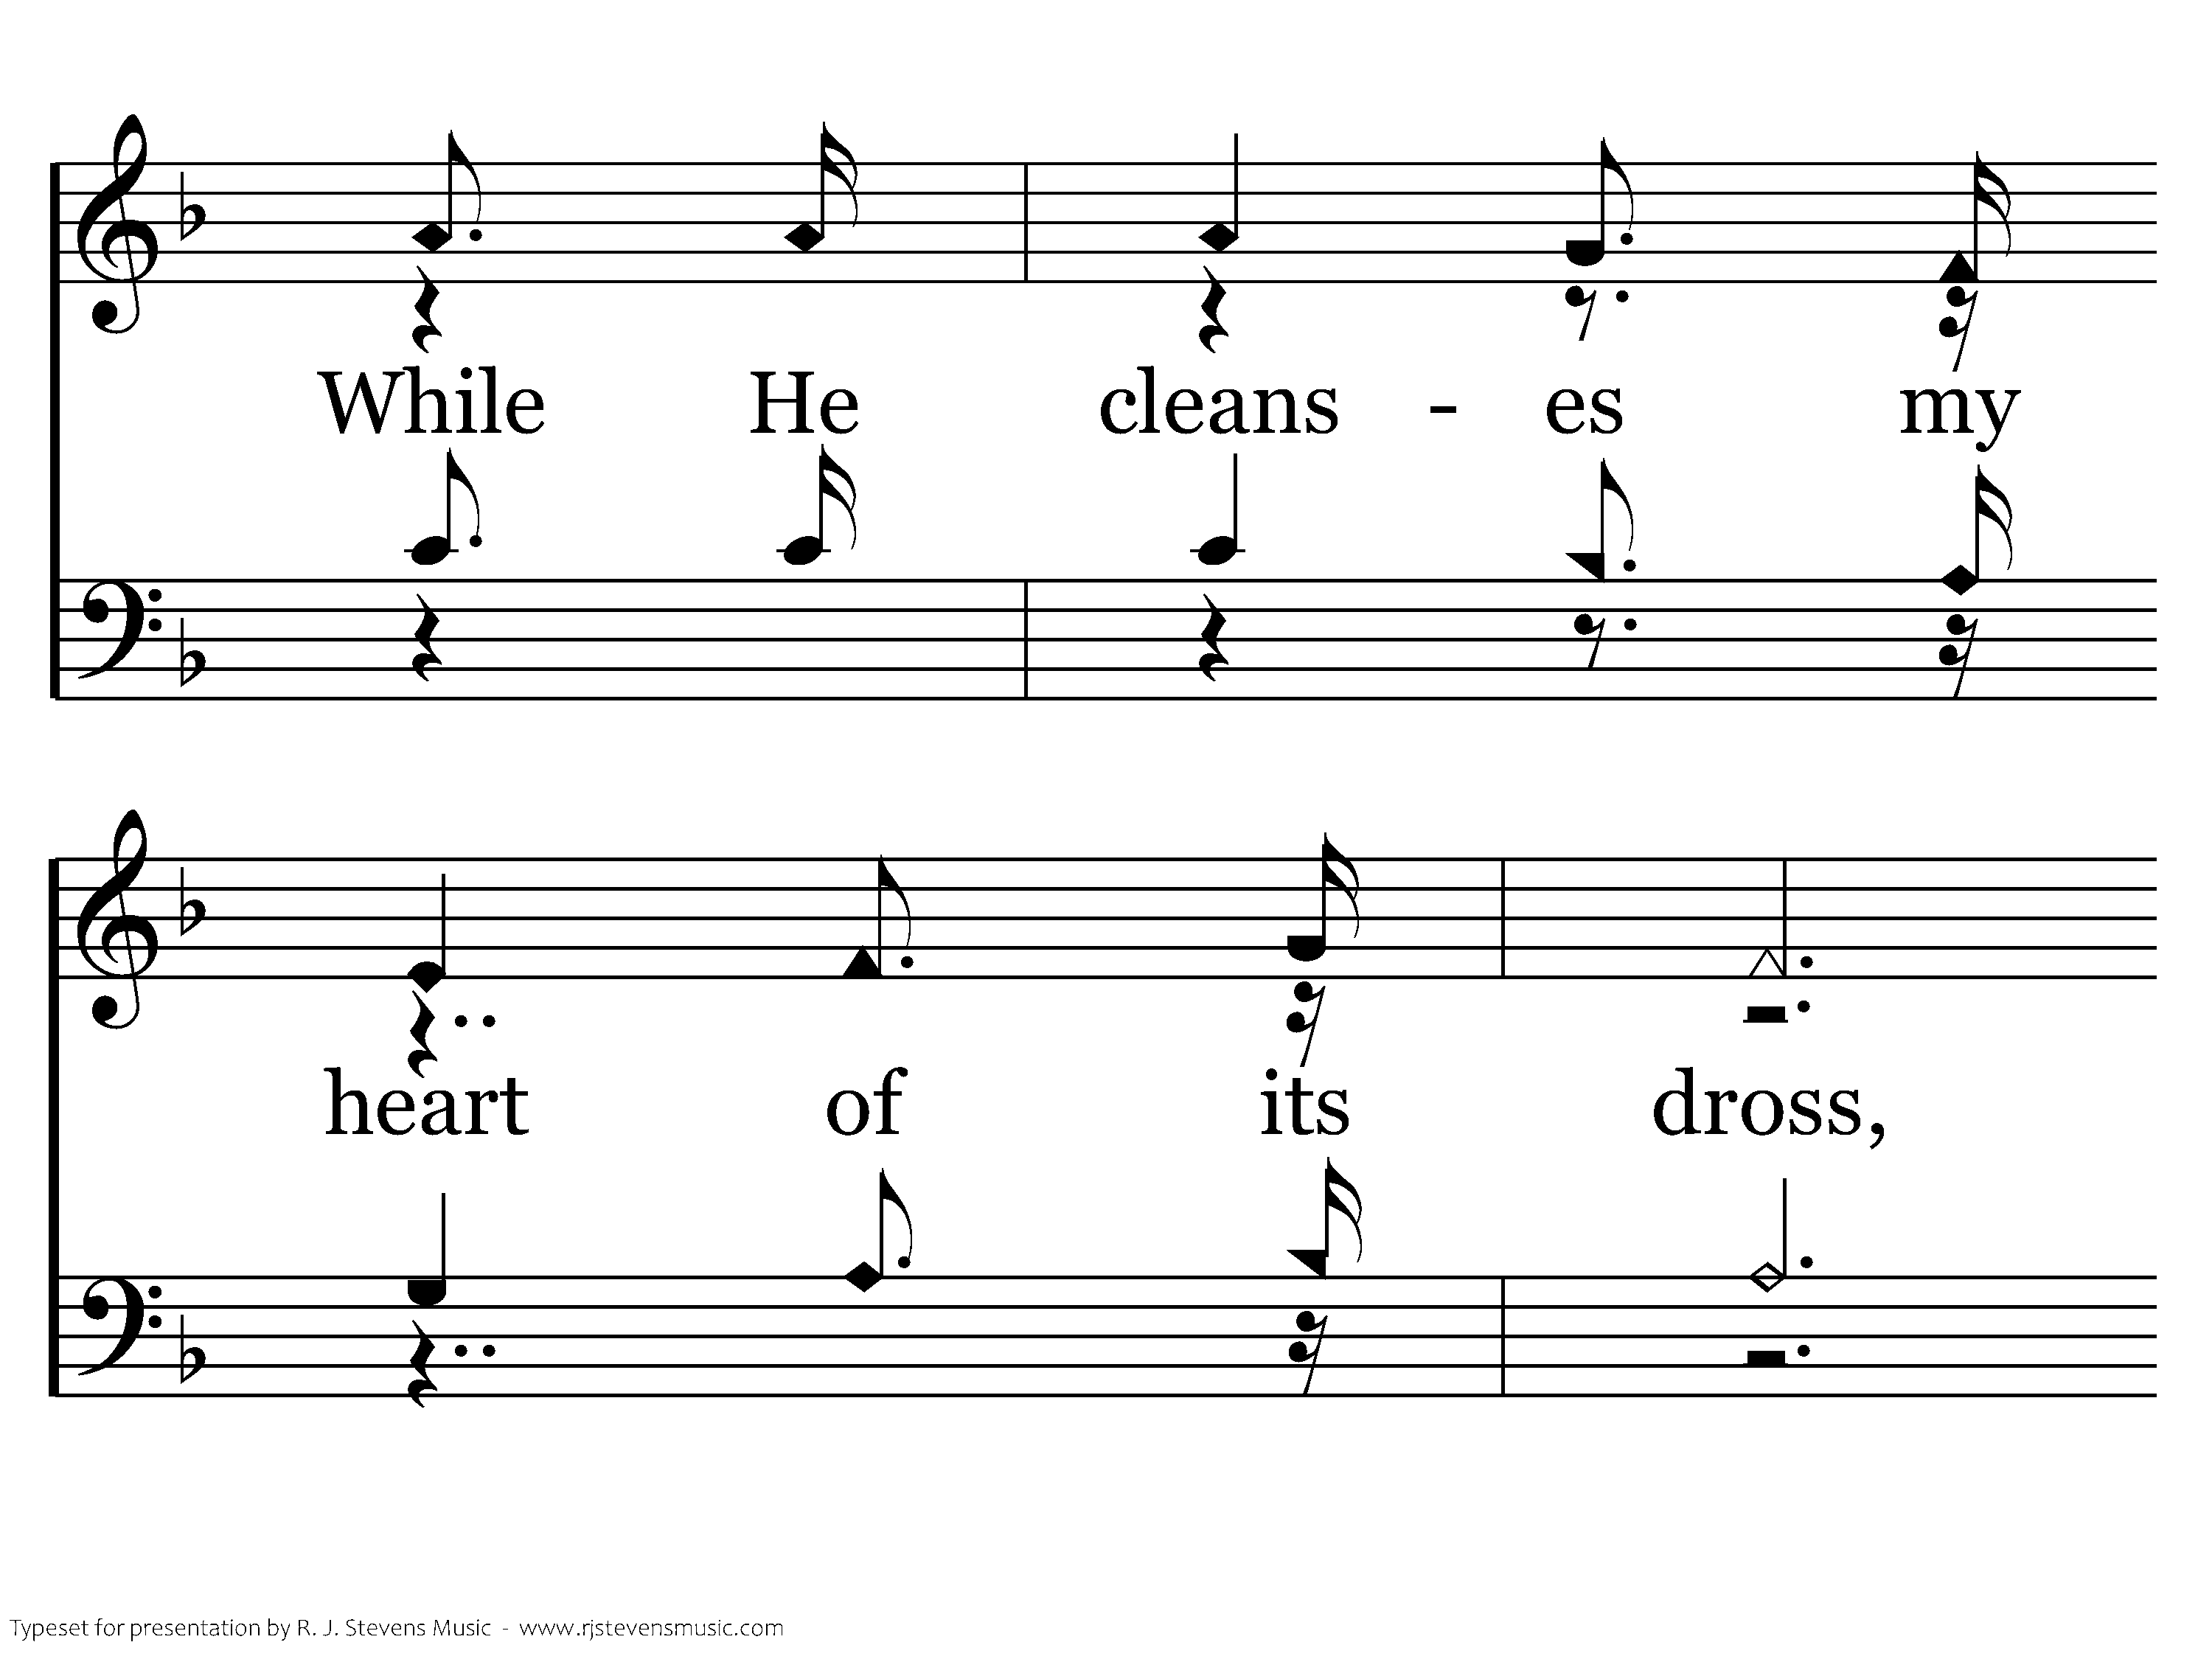 While He cleans - es my
heart of its dross,
Typeset for presentation by R. J. Stevens Music - www.rjstevensmusic.com